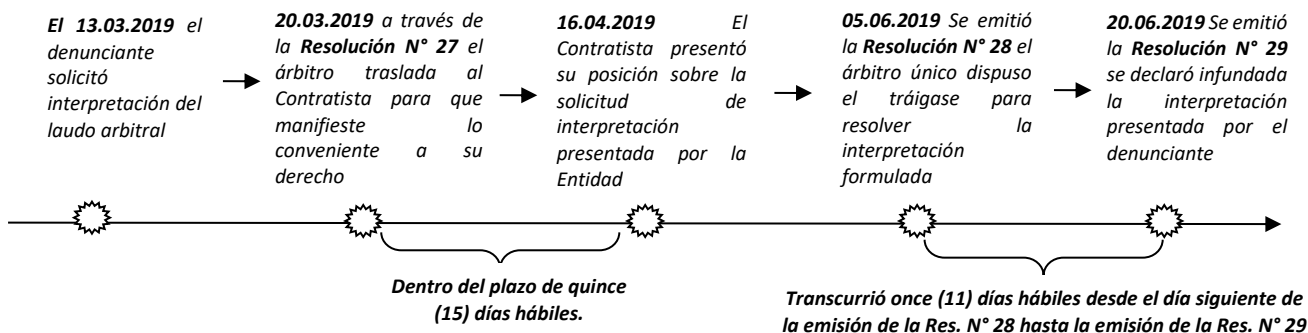 El 13.03.2019 el
denunciante
solicitó
interpretación del
laudo arbitral
20.03.2019 a través de
la Resolución N° 27 el
árbitro traslada al
Contratista para que
manifieste lo
conveniente a su
derecho
16.04.2019 El
Contratista presentó
su posición sobre la
solicitud de
interpretación
presentada por la
Entidad
05.06.2019 Se emitió
la Resolución N° 28 el
árbitro único dispuso
el tráigase para
resolver la
interpretación
formulada
20.06.2019 Se emitió
la Resolución N° 29
se declaró infundada
la interpretación
presentada por el
denunciante
Dentro del plazo de quince
(15) días hábiles.
Transcurrió once (11) días hábiles desde el día siguiente de
la emisión de la Res. N° 28 hasta la emisión de la Res. N° 29